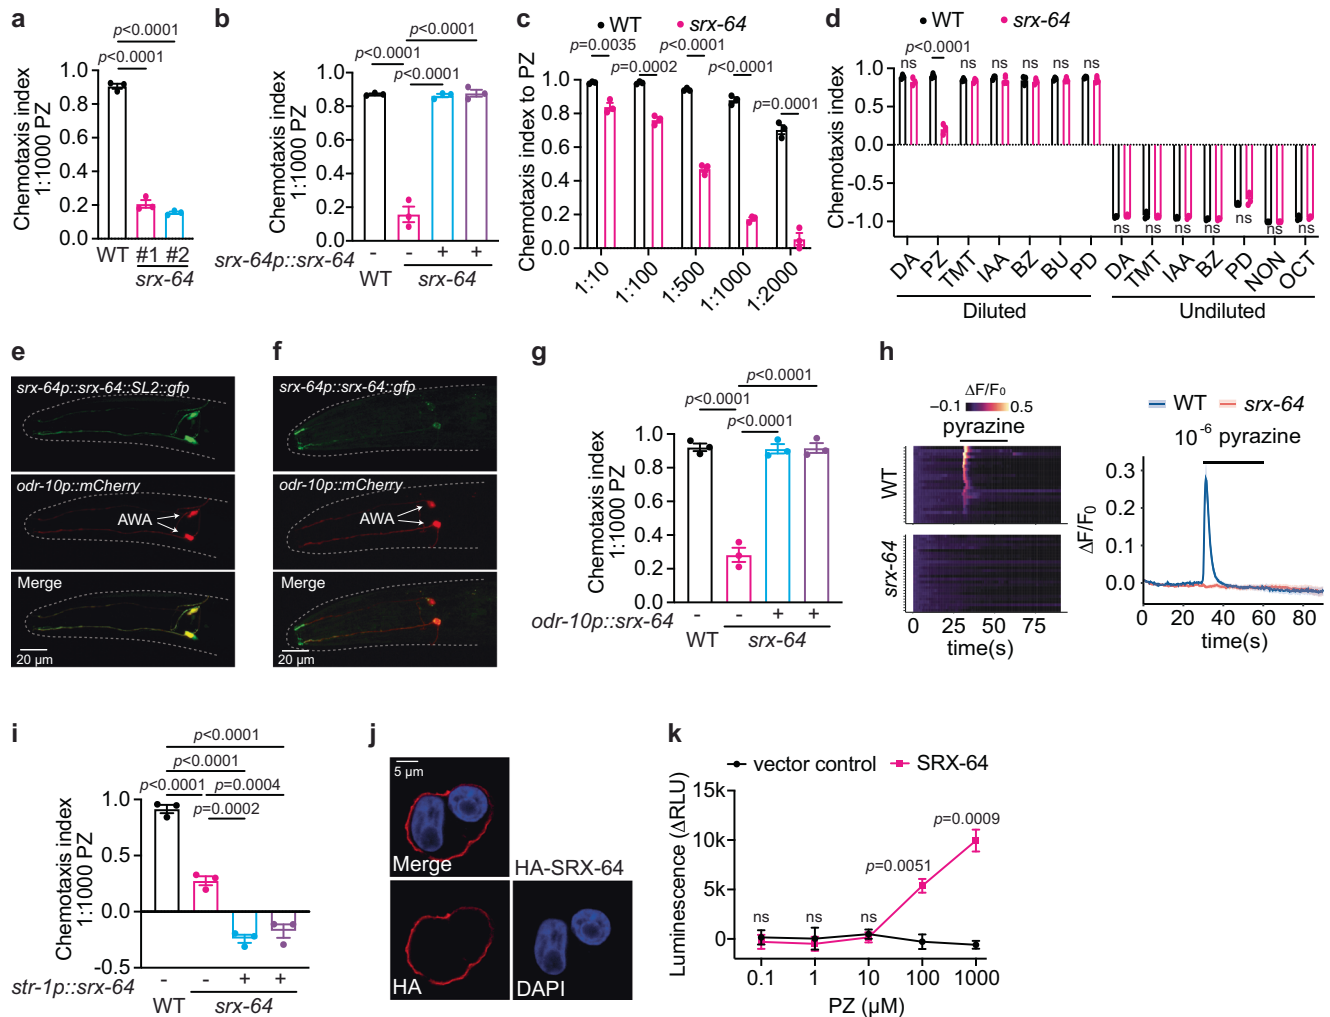 a
p<0.0001
p<0.0001
Chemotaxis index
1:1000 PZ
1.0
0.8
0.6
0.4
0.2
0.0
WT #1 #2
srx-64
b
p<0.0001
p<0.0001
p<0.0001
Chemotaxis index
1:1000 PZ
1.0
0.8
0.6
0.4
0.2
0.0
srx-64p::srx-64 - - + +
WT srx-64
c
WT srx-64
p=0.0035 p<0.0001
p=0.0002 p<0.0001
p=0.0001
Chemotaxis index to PZ
1.0
0.8
0.6
0.4
0.2
0.0
1:10 1:100 1:500 1:1000 1:2000
d
WT srx-64
p<0.0001
ns ns ns ns ns ns
Chemotaxis index
1.0
0.5
0.0
-0.5
-1.0
ns ns ns ns ns ns ns
DA PZ TMT IAA BZ BU PD DA TMT IAA BZ PD NON OCT
Diluted Undiluted
e
srx-64p::srx-64::SL2::gfp
odr-10p::mCherry
AWA
Merge
20 µm
f
srx-64p::srx-64::gfp
odr-10p::mCherry
AWA
Merge
20 µm
g
p<0.0001
p<0.0001
p<0.0001
Chemotaxis index
1:1000 PZ
1.0
0.8
0.6
0.4
0.2
0.0
odr-10p::srx-64 - - + +
WT srx-64
h
ΔF/F₀
−0.1 0.5
pyrazine
WT
srx-64
0 25 50 75
time(s)
WT srx-64
10⁻⁶ pyrazine
ΔF/F₀
0.3
0.2
0.1
0.0
0 20 40 60 80
time(s)
i
p<0.0001
p<0.0001
p<0.0001 p=0.0004
p=0.0002
Chemotaxis index
1:1000 PZ
1.0
0.5
0.0
-0.5
str-1p::srx-64 - - + +
WT srx-64
j
5 µm
Merge
HA-SRX-64
HA
DAPI
k
vector control SRX-64
Luminescence (ΔRLU)
15k
10k
5k
0
ns ns ns p=0.0051 p=0.0009
0.1 1 10 100 1000
PZ (µM)